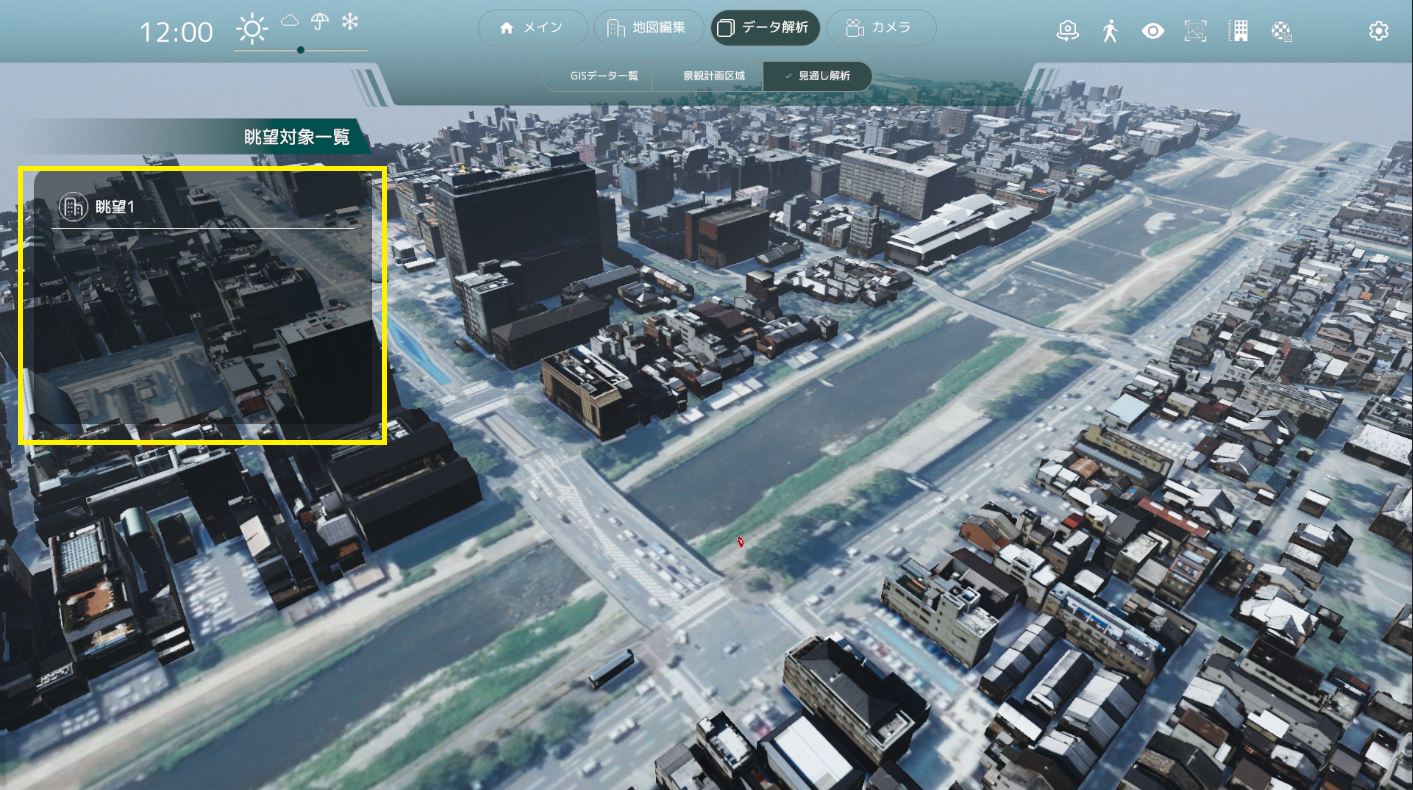 12:00
メイン
地図編集
データ解析
カメラ
GISデータ一覧
景観計画区域
見通し解析
眺望対象一覧
眺望1